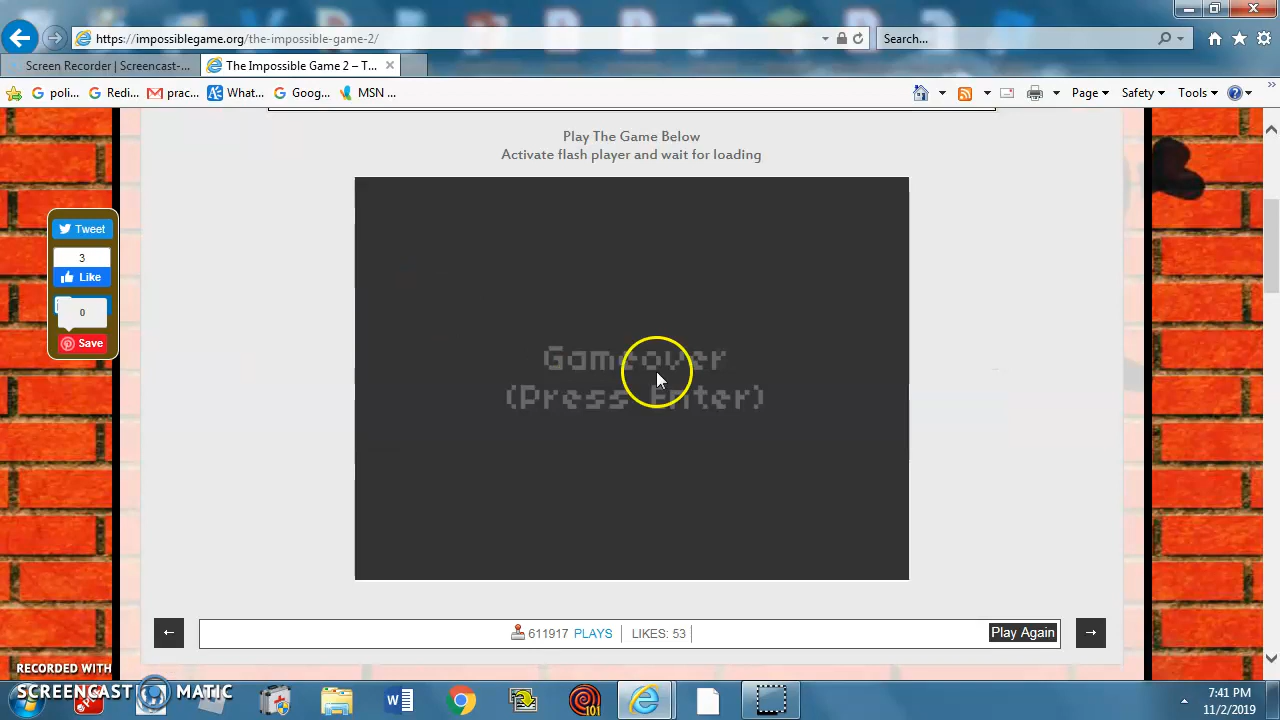 https://impossiblegame.org/the-impossible-game-2/
Search...
Screen Recorder | Screencast-...
The Impossible Game 2 – T...
poli...
Redi...
prac...
What...
Goog...
MSN ...
Page
Safety
Tools
Play The Game Below
Activate flash player and wait for loading
Tweet
3
Like
0
Save
Gameover
(Press Enter)
611917 PLAYS
LIKES: 53
Play Again
RECORDED WITH
SCREENCAST MATIC
101
7:41 PM
11/2/2019